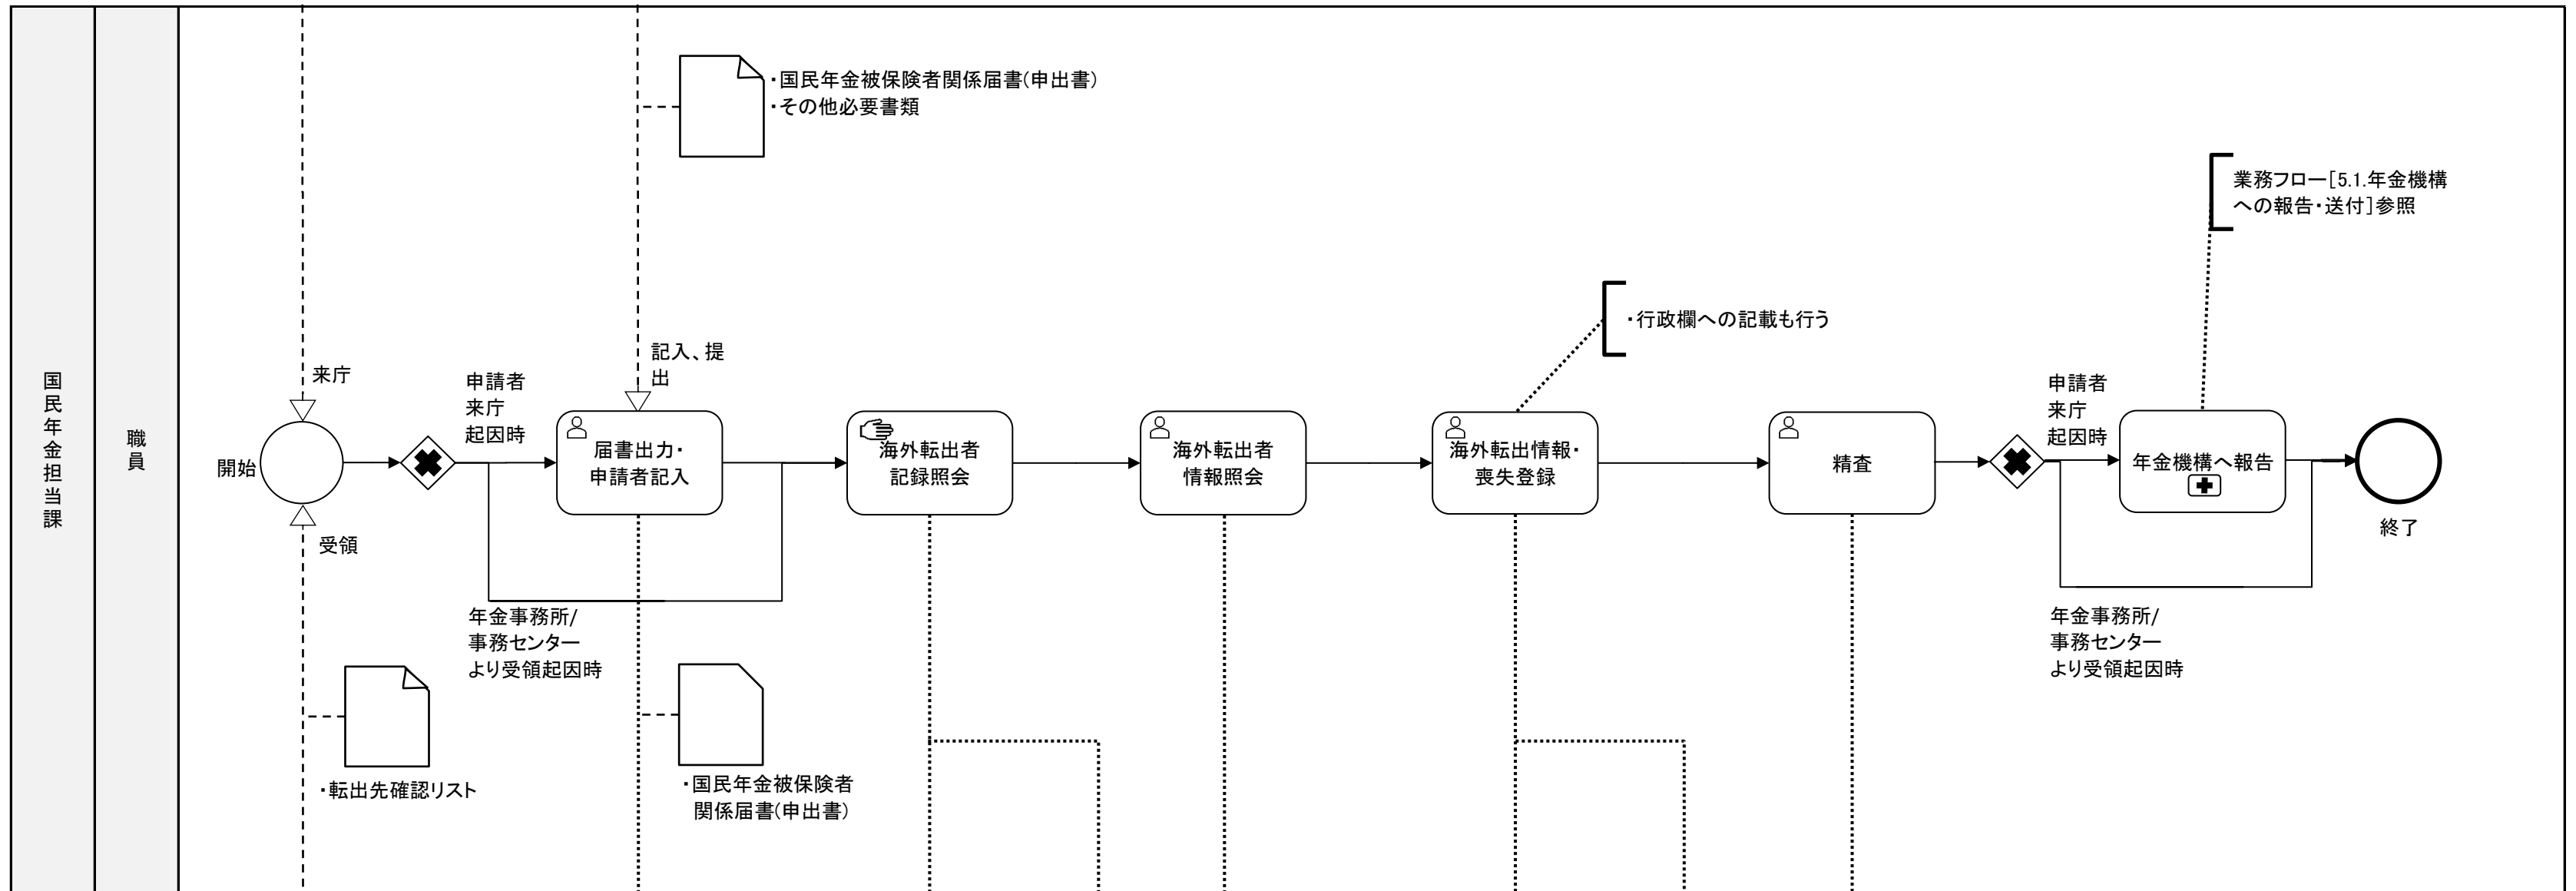 国民年金担当課
職員
・国民年金被保険者関係届書(申出書)
・その他必要書類
業務フロー[5.1.年金機構
への報告・送付]参照
・行政欄への記載も行う
来庁
記入、提
出
申請者
来庁
起因時
申請者
来庁
起因時
開始
届書出力・
申請者記入
海外転出者
記録照会
海外転出者
情報照会
海外転出情報・
喪失登録
精査
年金機構へ報告
終了
受領
年金事務所/
事務センター
より受領起因時
年金事務所/
事務センター
より受領起因時
・転出先確認リスト
・国民年金被保険者
関係届書(申出書)